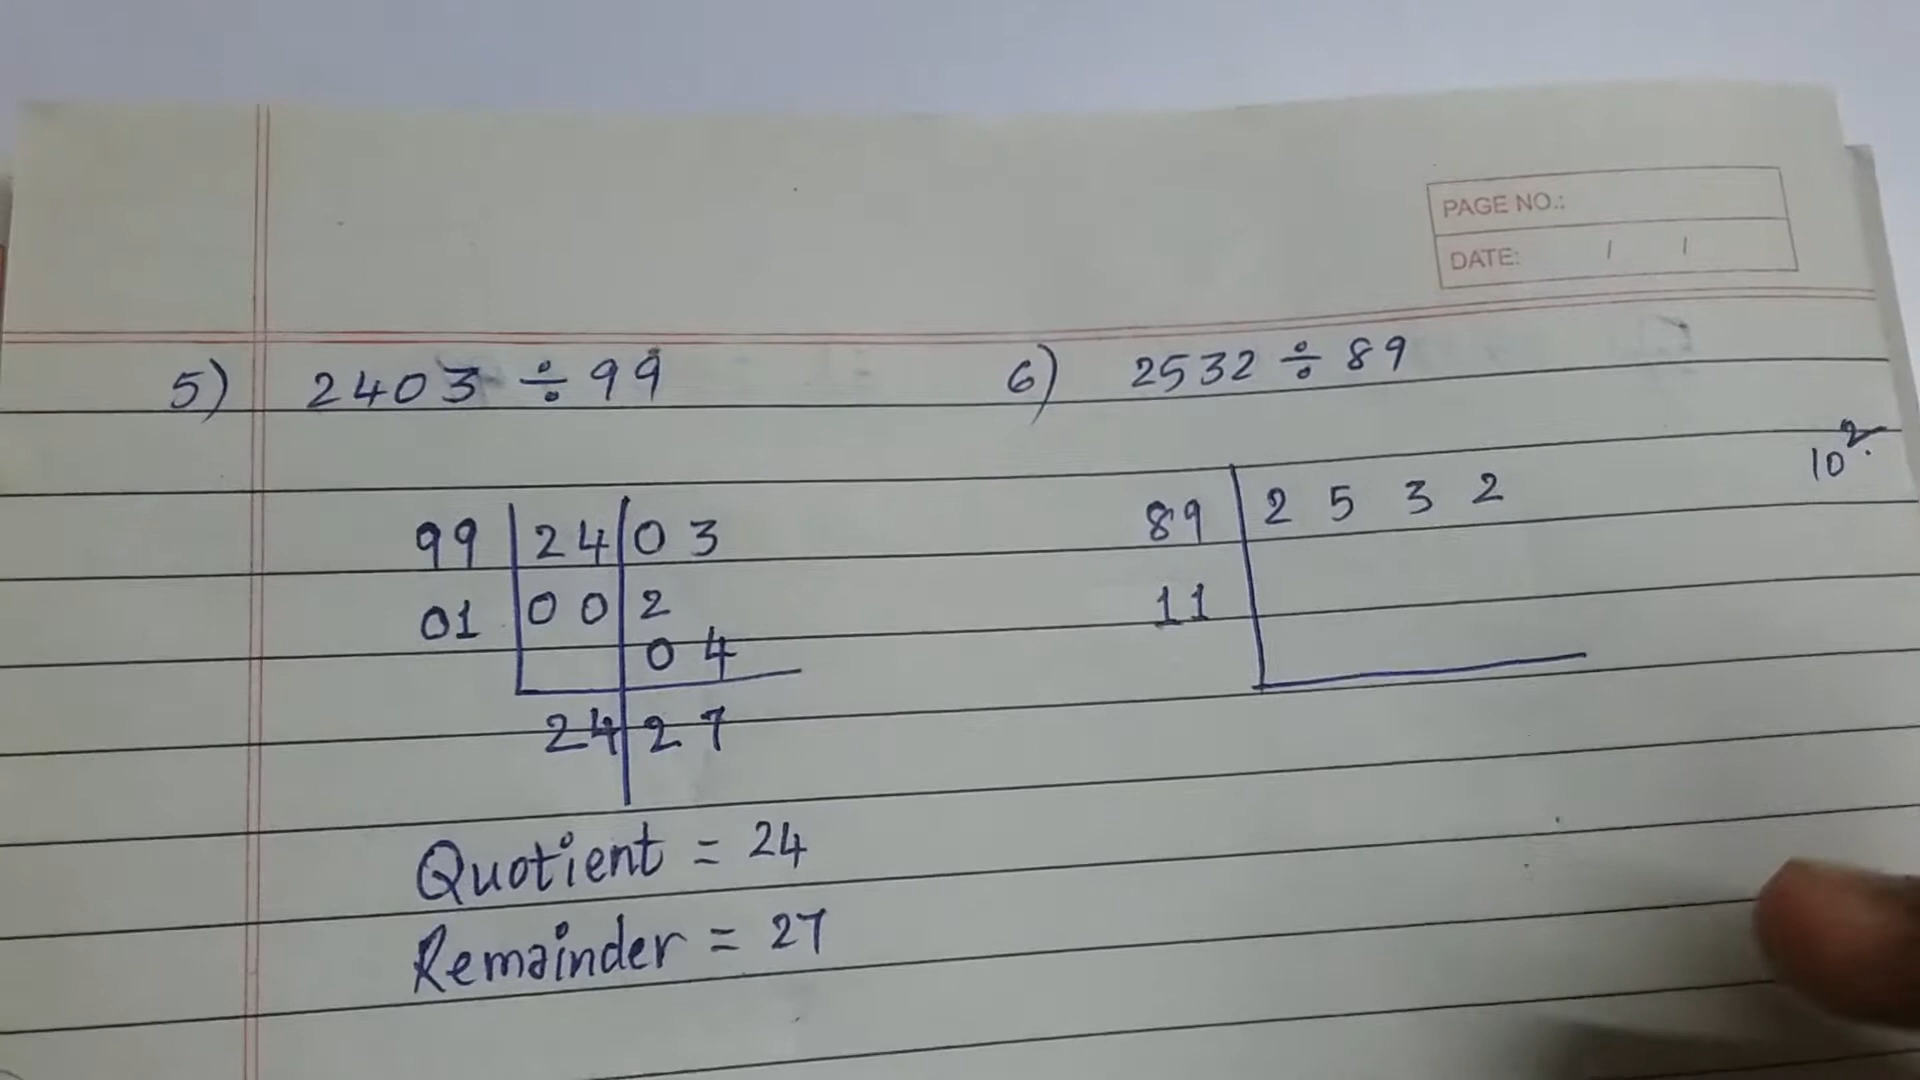 PAGE NO.:
DATE: / /
5) 2403 ÷ 99
99 24 0 3
01 0 0 2
0 4
24 2 7
Quotient = 24
Remainder = 27
6) 2532 ÷ 89
10²
89 2 5 3 2
11